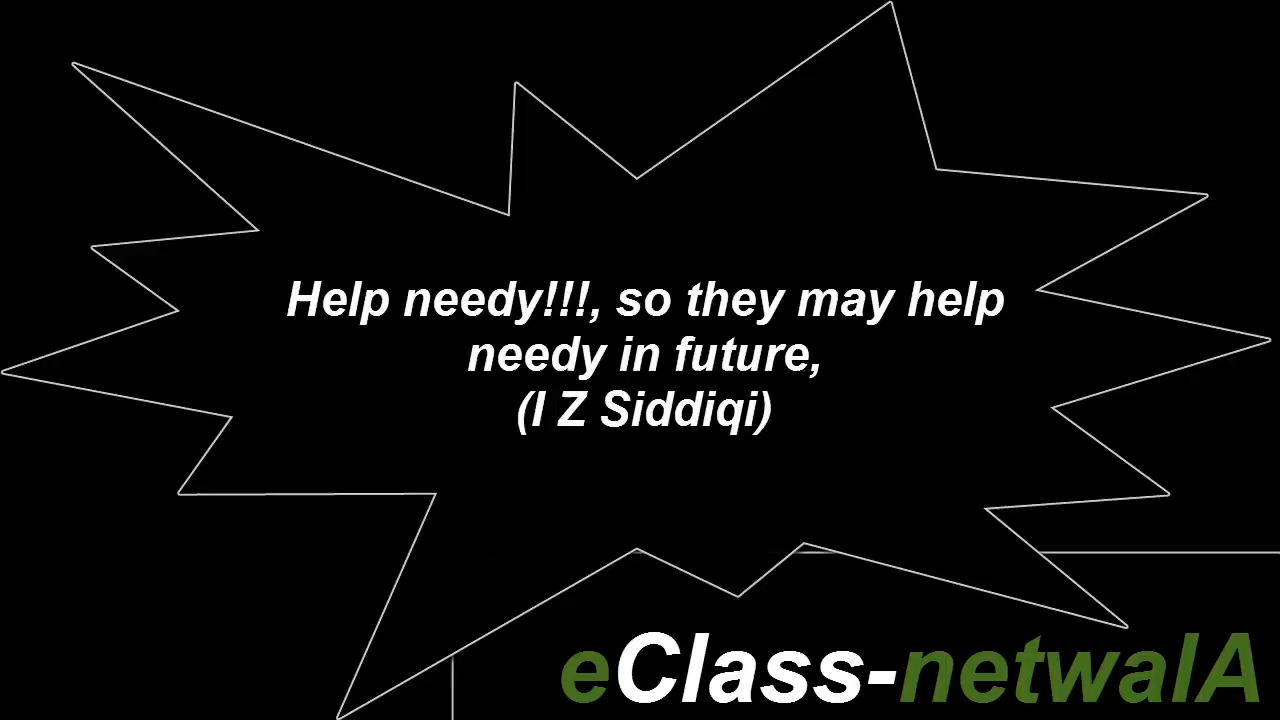 Help needy!!!, so they may help
needy in future,
(I Z Siddiqi)
eClass-netwalA